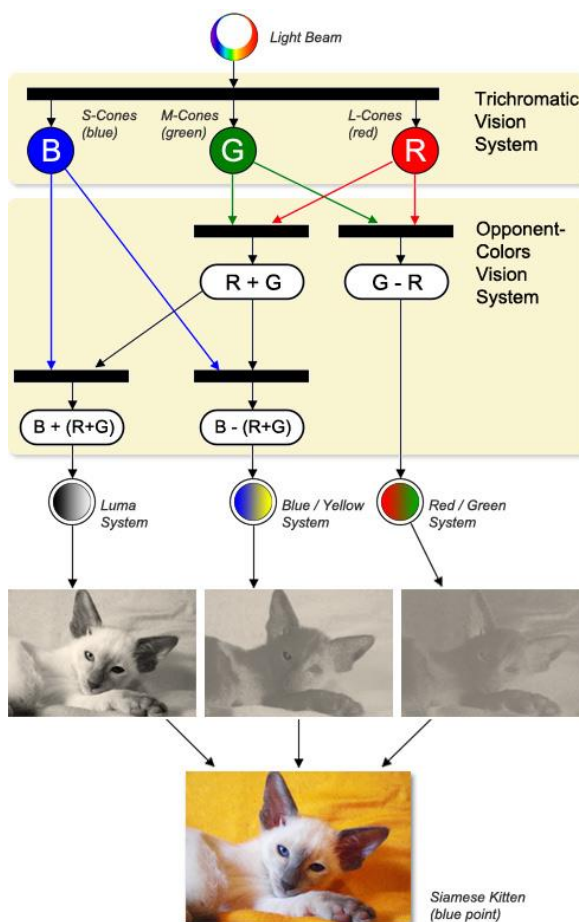 Light Beam
S-Cones
(blue)
M-Cones
(green)
L-Cones
(red)
Trichromatic
Vision
System
B
G
R
Opponent-
Colors
Vision
System
R + G
G - R
B + (R+G)
B - (R+G)
Luma
System
Blue / Yellow
System
Red / Green
System
Siamese Kitten
(blue point)